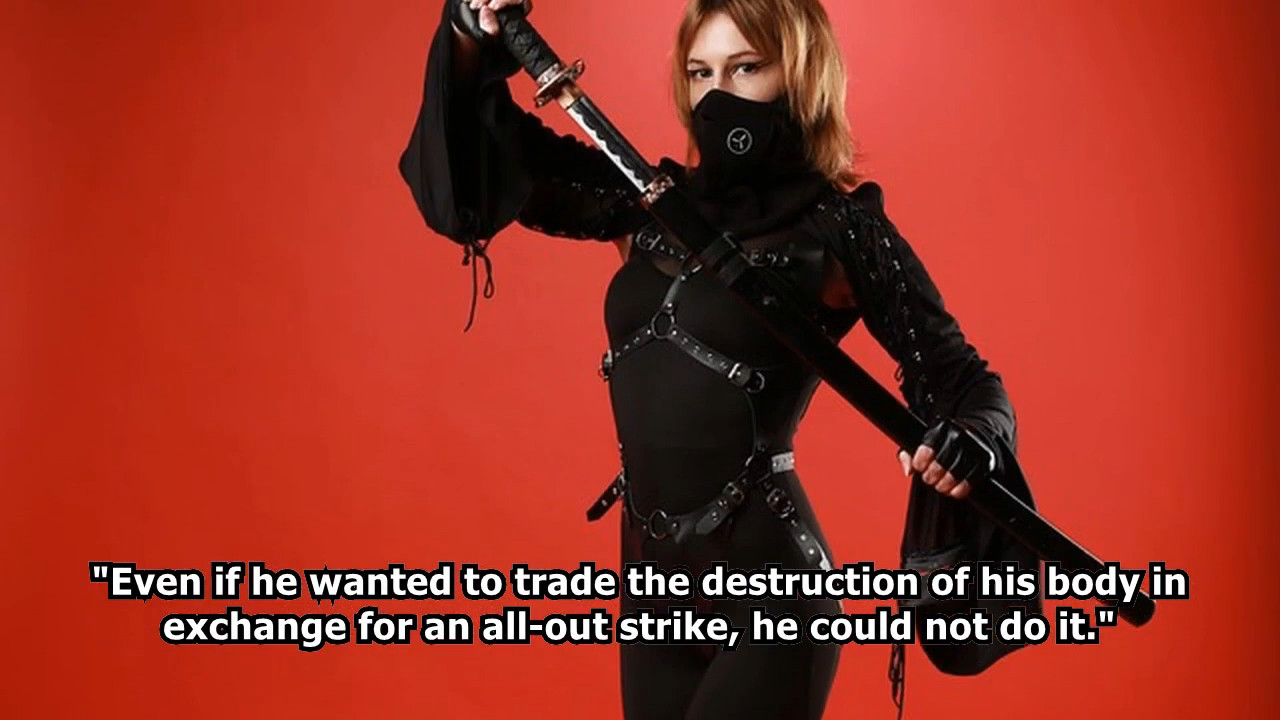 "Even if he wanted to trade the destruction of his body in
exchange for an all-out strike, he could not do it."